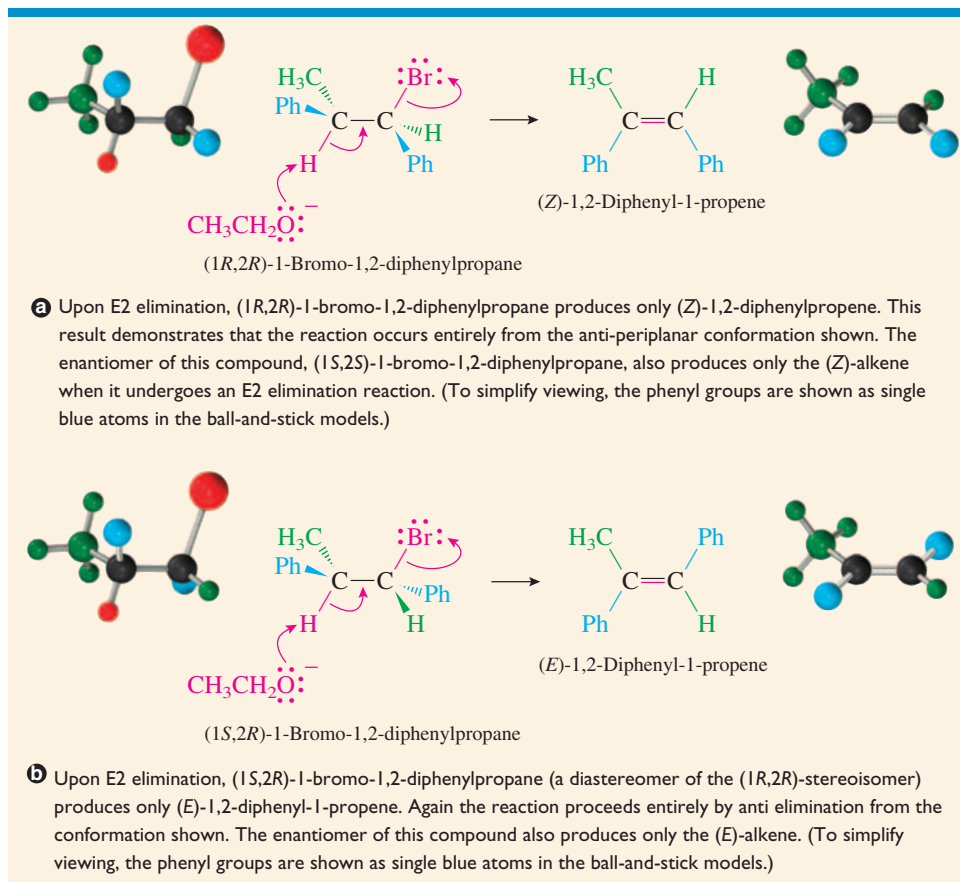 H₃C
:Br:
Ph
C—C
H
H
Ph
CH₃CH₂O:⁻
(1R,2R)-1-Bromo-1,2-diphenylpropane
H₃C
H
C=C
Ph
Ph
(Z)-1,2-Diphenyl-1-propene
a Upon E2 elimination, (1R,2R)-1-bromo-1,2-diphenylpropane produces only (Z)-1,2-diphenylpropene. This
result demonstrates that the reaction occurs entirely from the anti-periplanar conformation shown. The
enantiomer of this compound, (1S,2S)-1-bromo-1,2-diphenylpropane, also produces only the (Z)-alkene
when it undergoes an E2 elimination reaction. (To simplify viewing, the phenyl groups are shown as single
blue atoms in the ball-and-stick models.)
H₃C
:Br:
Ph
C—C
Ph
H
H
CH₃CH₂O:⁻
(1S,2R)-1-Bromo-1,2-diphenylpropane
H₃C
Ph
C=C
Ph
H
(E)-1,2-Diphenyl-1-propene
b Upon E2 elimination, (1S,2R)-1-bromo-1,2-diphenylpropane (a diastereomer of the (1R,2R)-stereoisomer)
produces only (E)-1,2-diphenyl-1-propene. Again the reaction proceeds entirely by anti elimination from the
conformation shown. The enantiomer of this compound also produces only the (E)-alkene. (To simplify
viewing, the phenyl groups are shown as single blue atoms in the ball-and-stick models.)